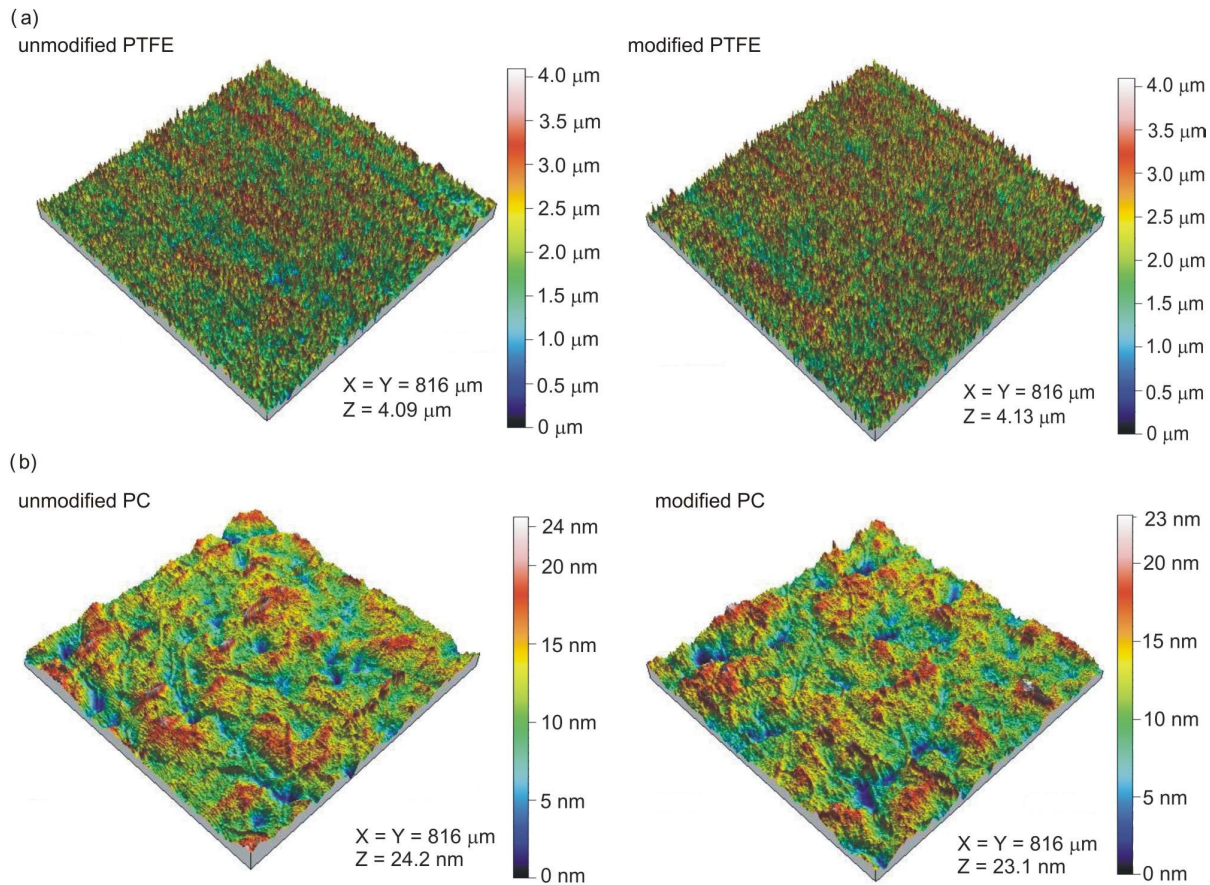 (a)
unmodified PTFE
4.0 μm
3.5 μm
3.0 μm
2.5 μm
2.0 μm
1.5 μm
1.0 μm
0.5 μm
0 μm
X = Y = 816 μm
Z = 4.09 μm
modified PTFE
4.0 μm
3.5 μm
3.0 μm
2.5 μm
2.0 μm
1.5 μm
1.0 μm
0.5 μm
0 μm
X = Y = 816 μm
Z = 4.13 μm
(b)
unmodified PC
24 nm
20 nm
15 nm
10 nm
5 nm
0 nm
X = Y = 816 μm
Z = 24.2 nm
modified PC
23 nm
20 nm
15 nm
10 nm
5 nm
0 nm
X = Y = 816 μm
Z = 23.1 nm